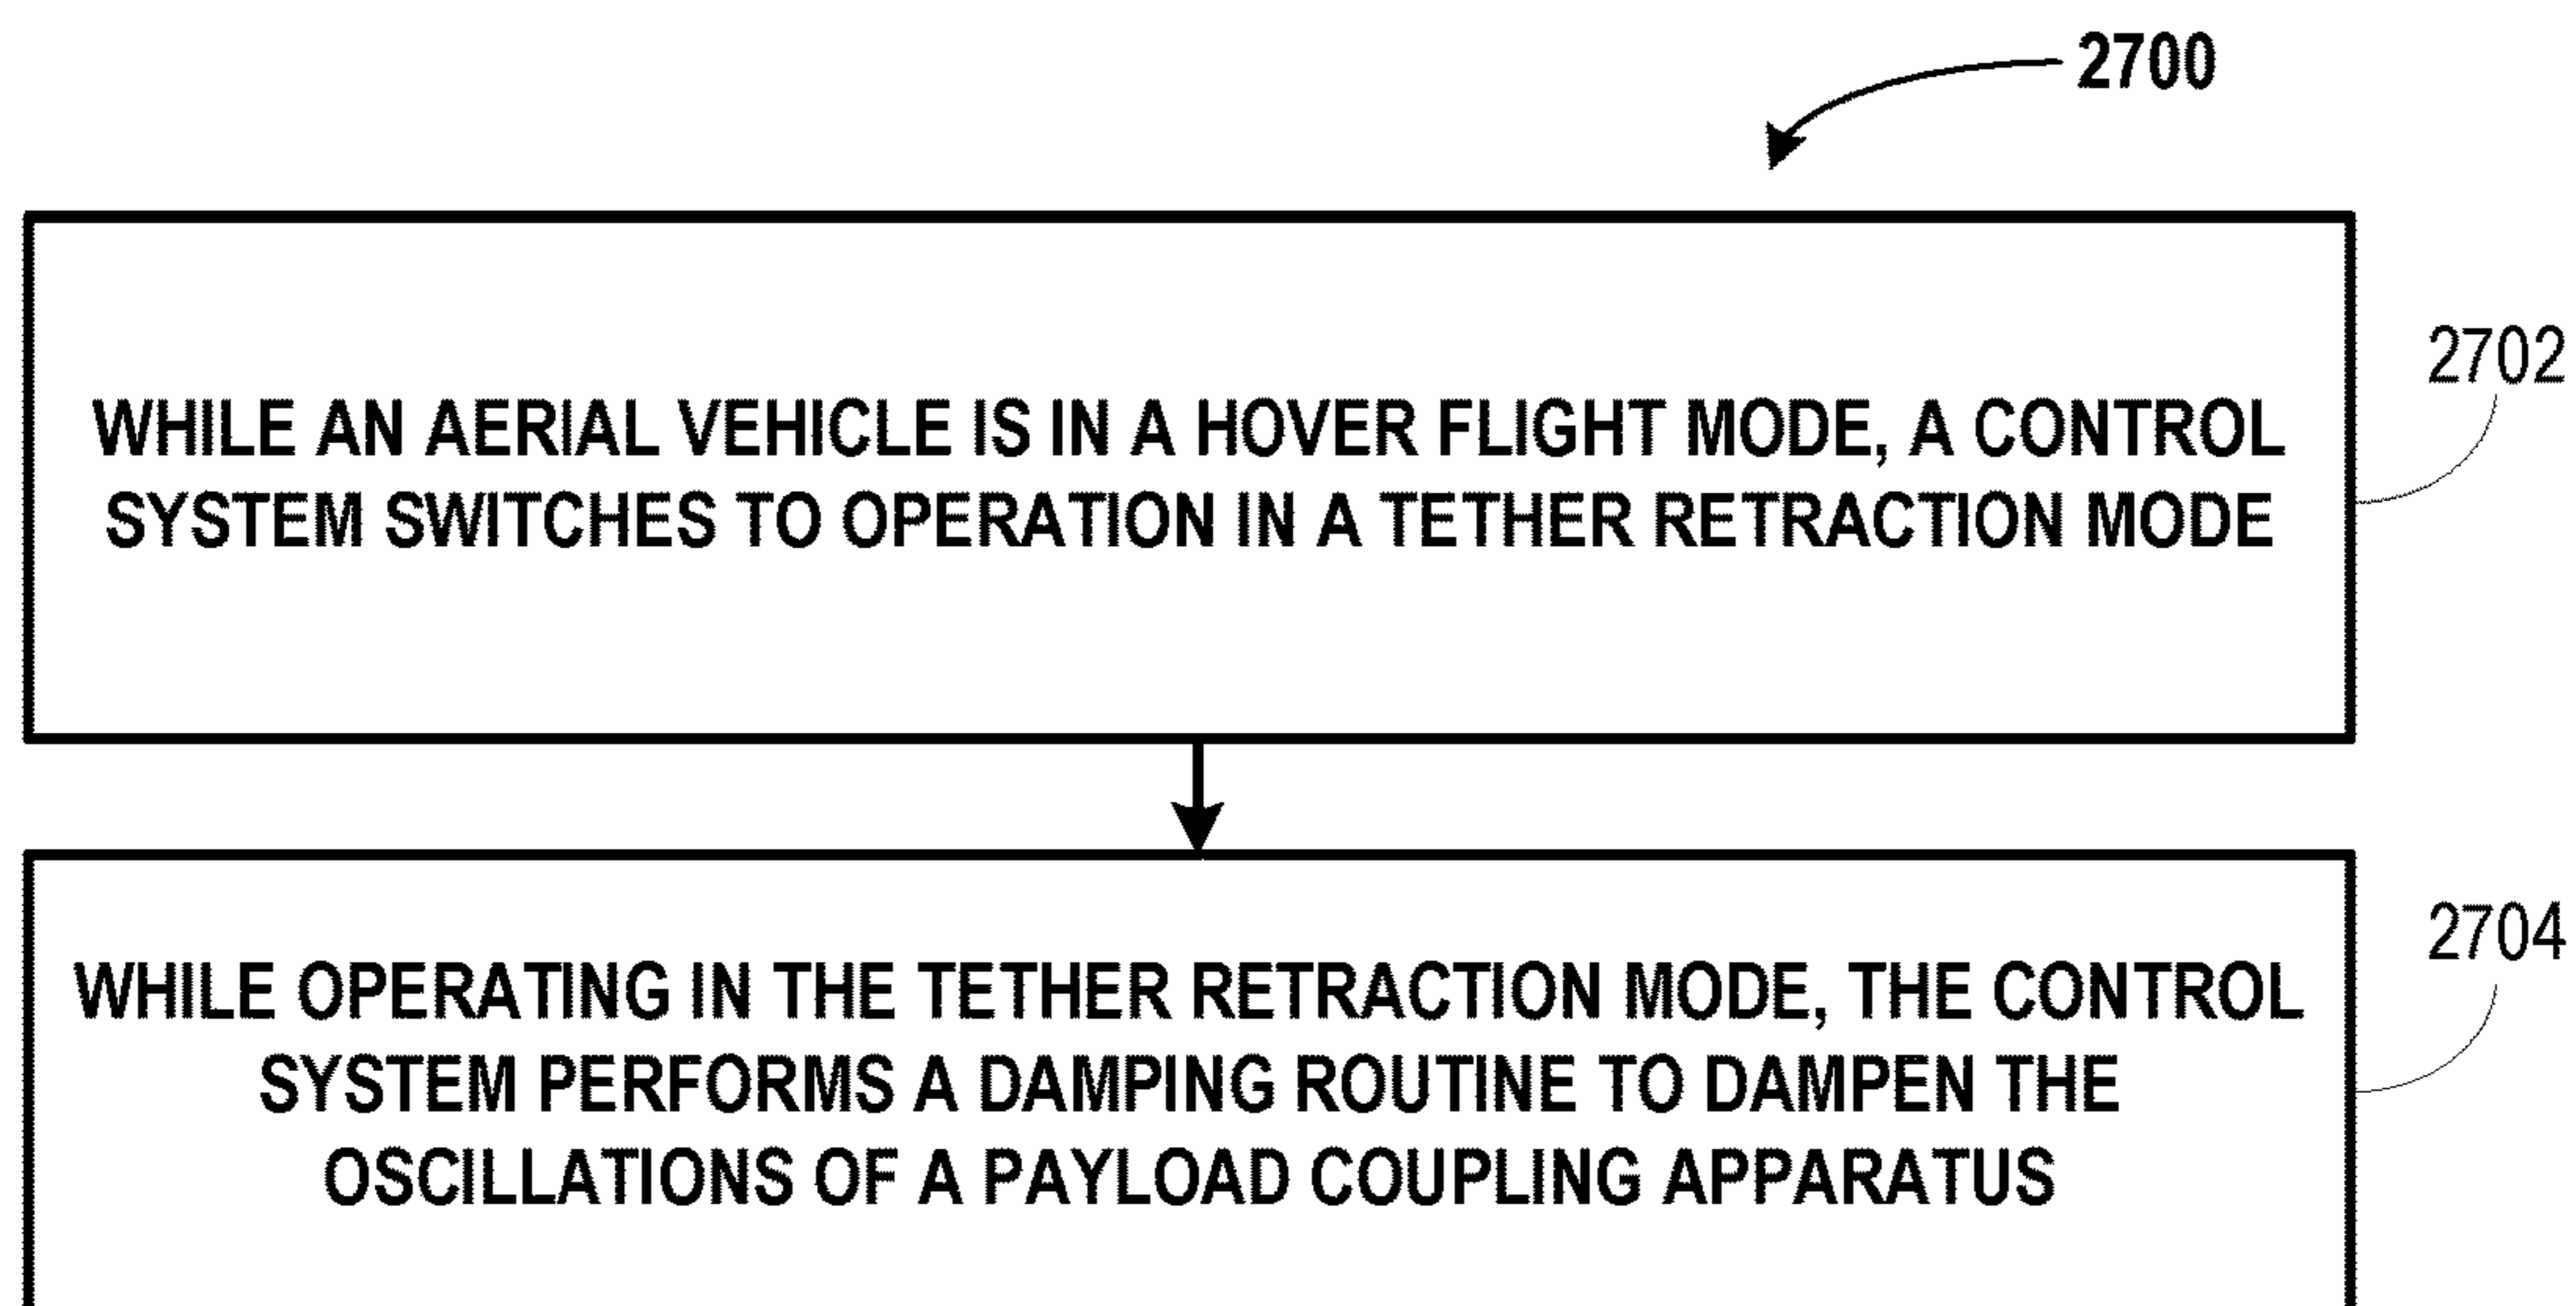 2700
WHILE AN AERIAL VEHICLE IS IN A HOVER FLIGHT MODE, A CONTROL
SYSTEM SWITCHES TO OPERATION IN A TETHER RETRACTION MODE
2702
WHILE OPERATING IN THE TETHER RETRACTION MODE, THE CONTROL
SYSTEM PERFORMS A DAMPING ROUTINE TO DAMPEN THE
OSCILLATIONS OF A PAYLOAD COUPLING APPARATUS
2704